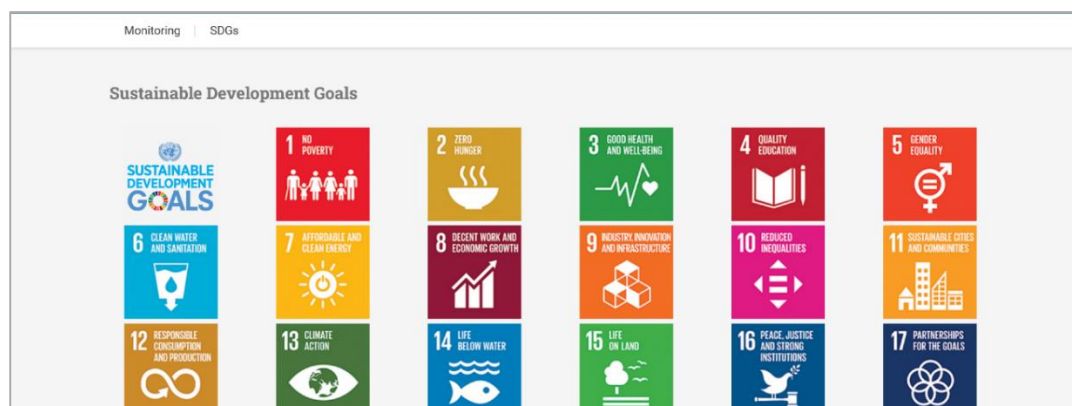 Monitoring
SDGs
Sustainable Development Goals
SUSTAINABLE
DEVELOPMENT
GOALS
1 NO
POVERTY
2 ZERO
HUNGER
3 GOOD HEALTH
AND WELL-BEING
4 QUALITY
EDUCATION
5 GENDER
EQUALITY
6 CLEAN WATER
AND SANITATION
7 AFFORDABLE AND
CLEAN ENERGY
8 DECENT WORK AND
ECONOMIC GROWTH
9 INDUSTRY, INNOVATION
AND INFRASTRUCTURE
10 REDUCED
INEQUALITIES
11 SUSTAINABLE CITIES
AND COMMUNITIES
12 RESPONSIBLE
CONSUMPTION
AND PRODUCTION
13 CLIMATE
ACTION
14 LIFE
BELOW WATER
15 LIFE
ON LAND
16 PEACE, JUSTICE
AND STRONG
INSTITUTIONS
17 PARTNERSHIPS
FOR THE GOALS